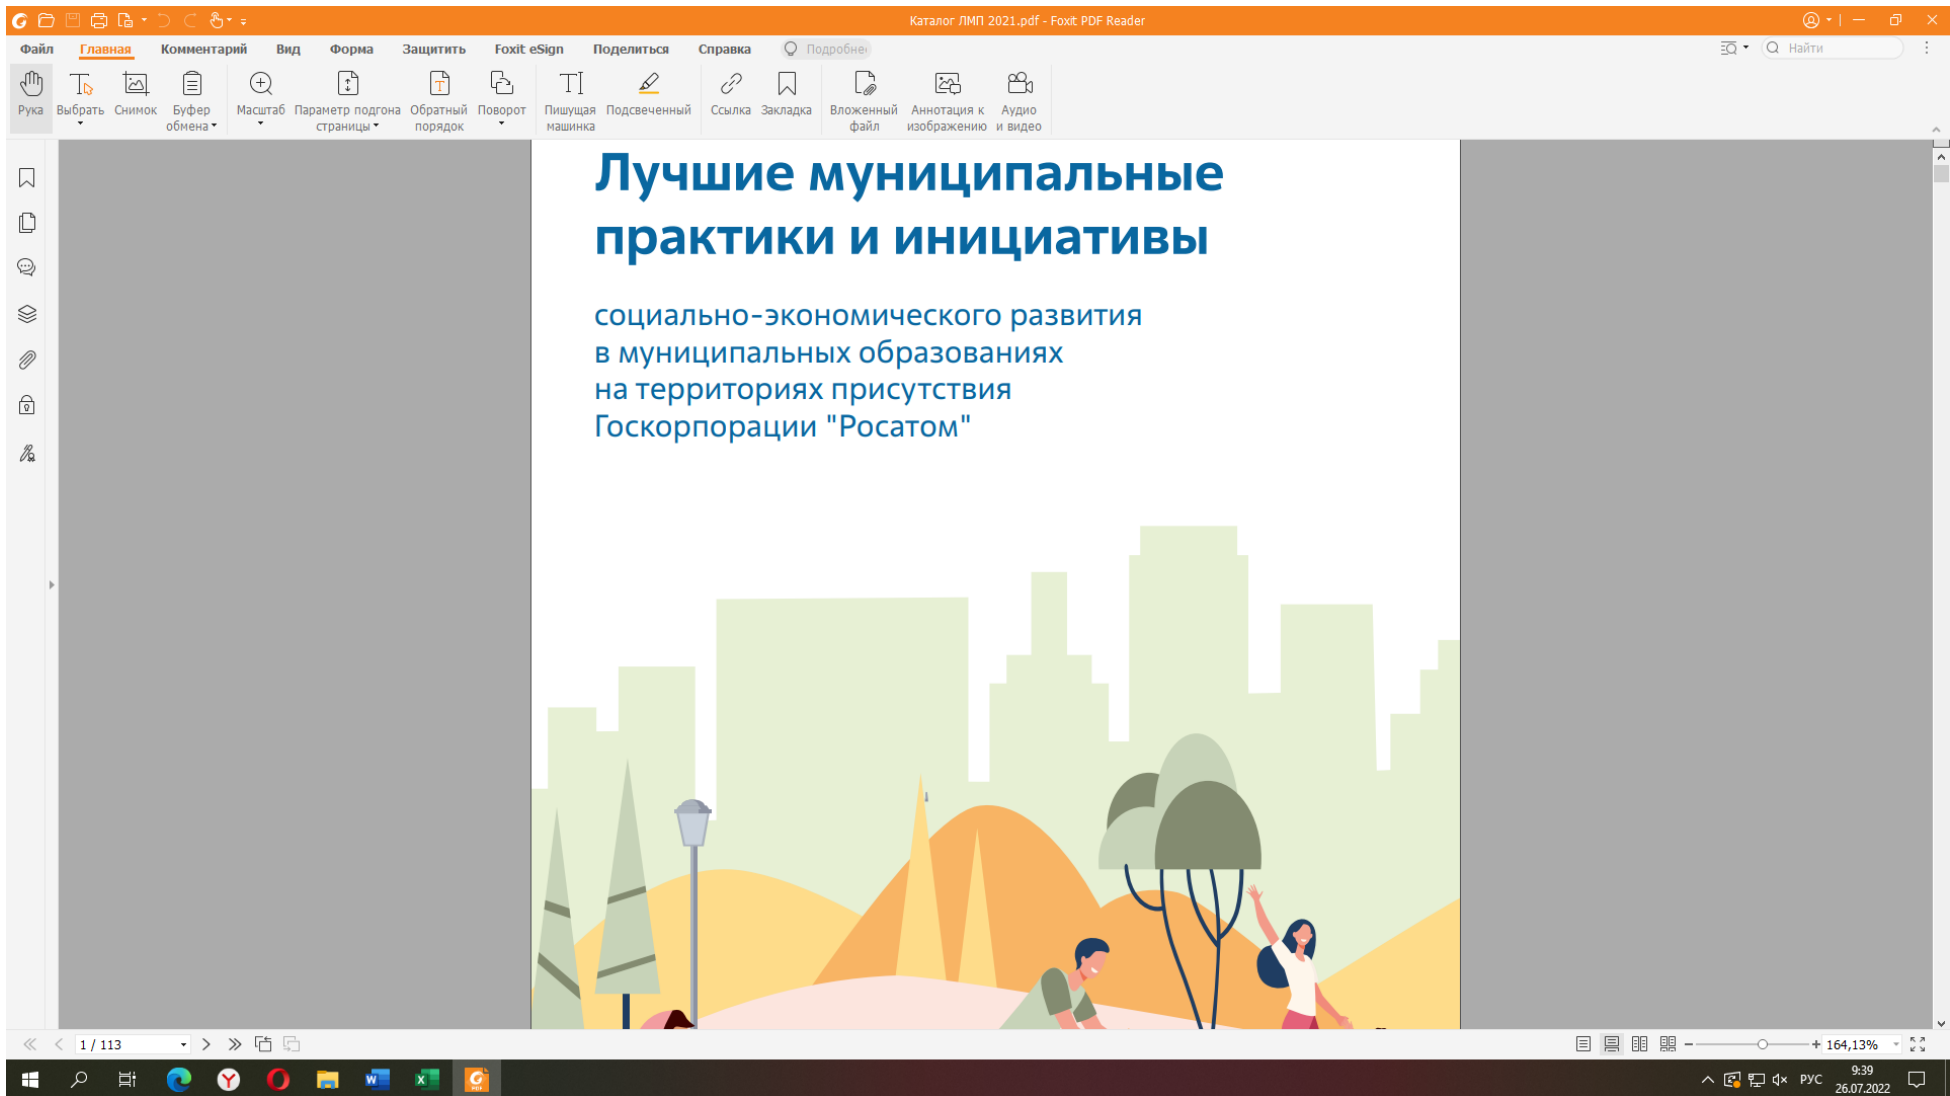 Каталог ЛМП 2021.pdf - Foxit PDF Reader
Файл Главная Комментарий Вид Форма Защитить Foxit eSign Поделиться Справка Подробне
Найти
Рука Выбрать Снимок Буфер обмена Масштаб Параметр подгона страницы Обратный порядок Поворот Пишущая машинка Подсвеченный Ссылка Закладка Вложенный файл Аннотация к изображению Аудио и видео
Лучшие муниципальные
практики и инициативы
социально-экономического развития
в муниципальных образованиях
на территориях присутствия
Госкорпорации "Росатом"
1 / 113
164,13%
РУС
9:39
26.07.2022